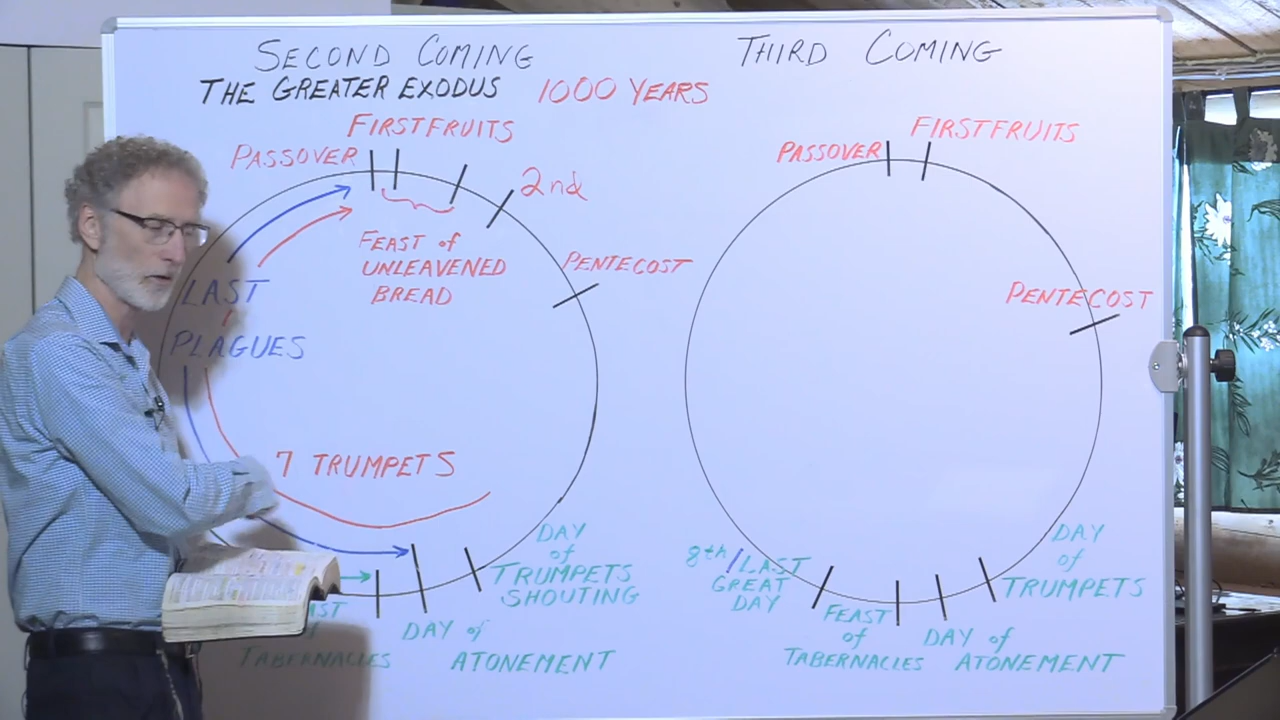 SECOND COMING
THE GREATER EXODUS 1000 YEARS
FIRSTFRUITS
PASSOVER
2nd
FEAST of
UNLEAVENED
BREAD
PENTECOST
LAST
PLAGUES
7 TRUMPETS
DAY
of
TRUMPETS
SHOUTING
DAY of
ATONEMENT
TABERNACLES
THIRD COMING
FIRSTFRUITS
PASSOVER
PENTECOST
DAY
of
TRUMPETS
DAY of
ATONEMENT
FEAST
of
TABERNACLES
8th/LAST
GREAT
DAY